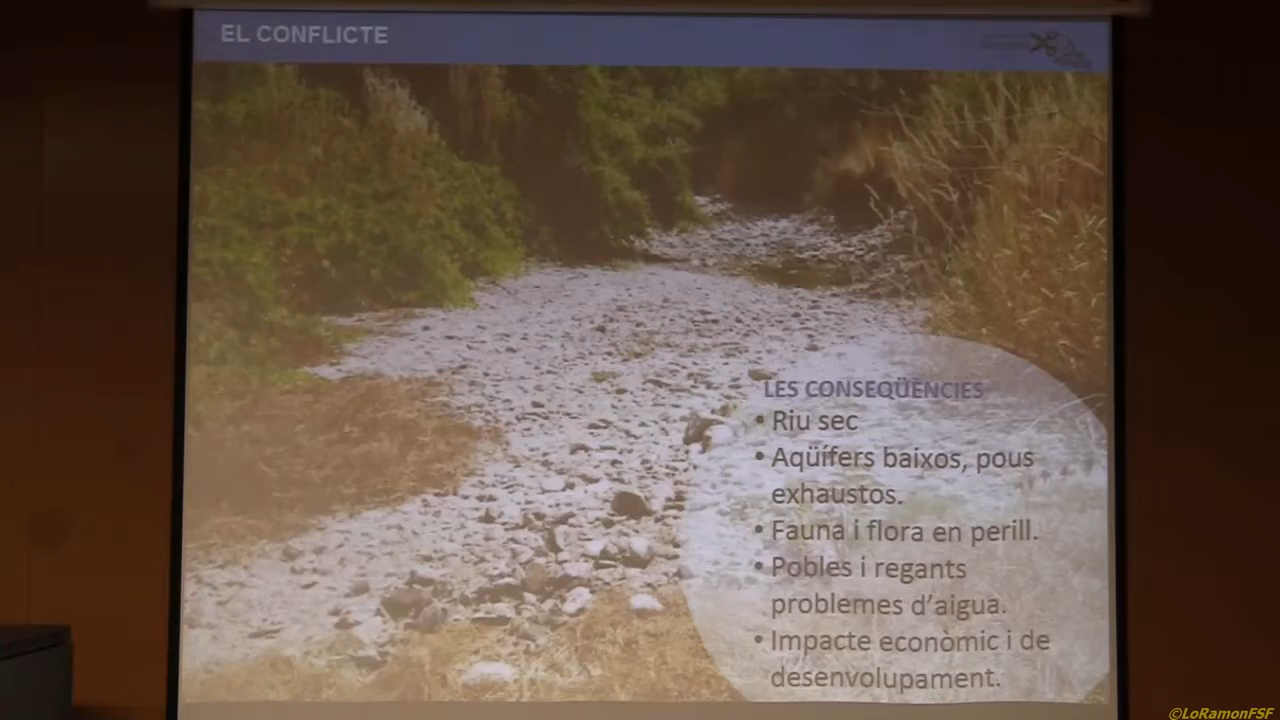 EL CONFLICTE
LES CONSEQÜENCIES
• Riu sec
• Aqüífers baixos, pous
exhaustos.
• Fauna i flora en perill.
• Pobles i regants
problemes d'aigua.
• Impacte econòmic i de
desenvolupament.
©LoRamonFSF